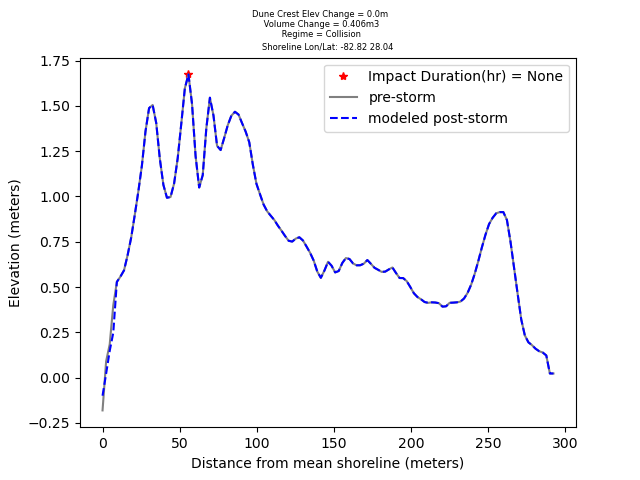 Dune Crest Elev Change = 0.0m
Volume Change = 0.406m3
Regime = Collision
Shoreline Lon/Lat: -82.82 28.04
Impact Duration(hr) = None
pre-storm
modeled post-storm
Elevation (meters)
1.75
1.50
1.25
1.00
0.75
0.50
0.25
0.00
−0.25
0
50
100
150
200
250
300
Distance from mean shoreline (meters)